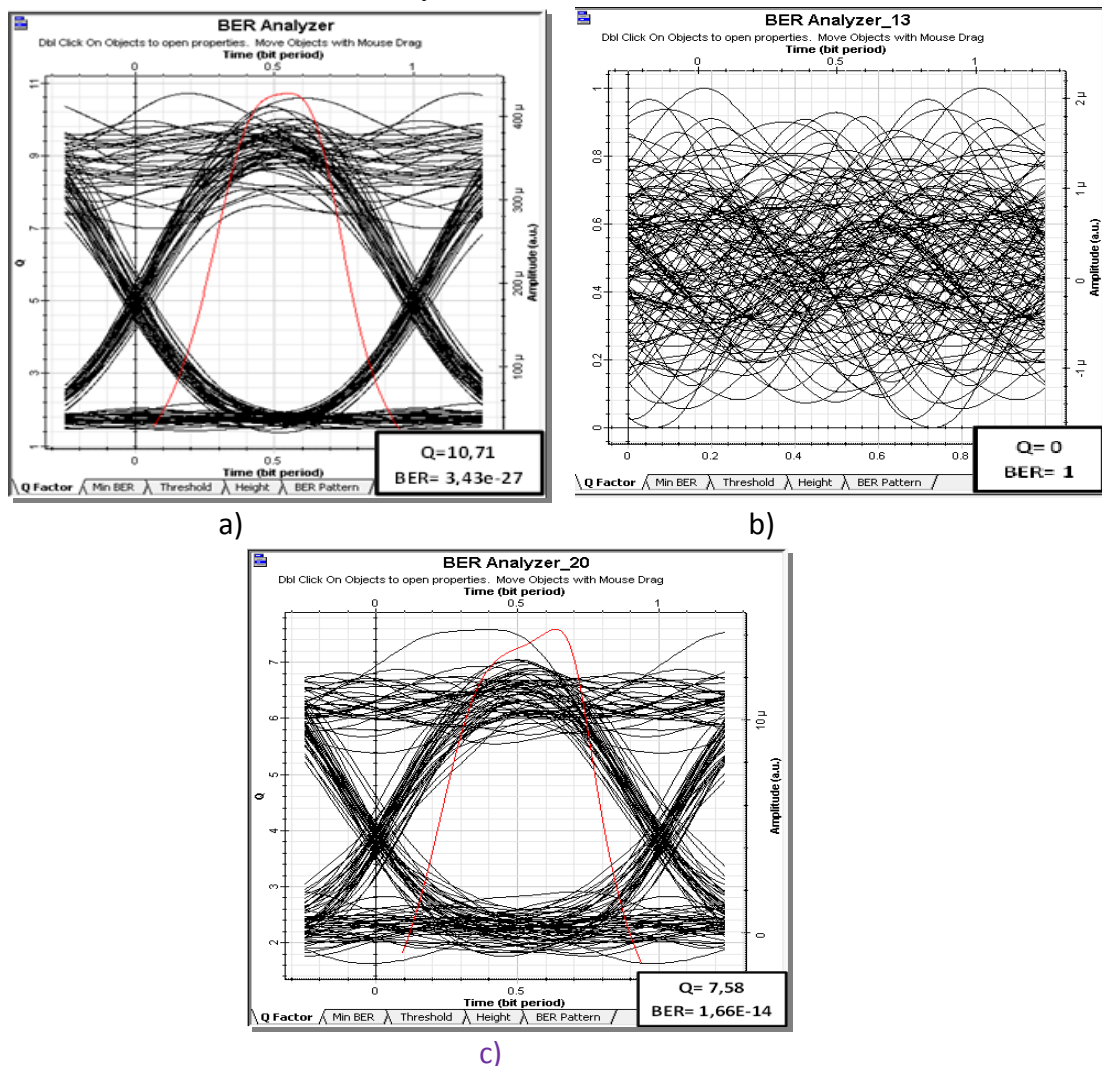 BER Analyzer
Dbl Click On Objects to open properties. Move Objects with Mouse Drag
Time (bit period)
0 0.5 1
Q
1 3 5 7 9 11
Amplitude (a.u.)
100 µ 200 µ 300 µ 400 µ
0.5
Time (bit period)
Q=10,71
BER= 3,43e-27
Q Factor Min BER Threshold Height BER Pattern
a)
BER Analyzer_13
Dbl Click On Objects to open properties. Move Objects with Mouse Drag
Time (bit period)
0 0.5 1
0 0.2 0.4 0.6 0.8 1
Amplitude (a.u.)
-1 µ 0 1 µ 2 µ
0 0.2 0.4 0.6 0.8
Q= 0
BER= 1
Q Factor Min BER Threshold Height BER Pattern
b)
BER Analyzer_20
Dbl Click On Objects to open properties. Move Objects with Mouse Drag
Time (bit period)
0 0.5 1
Q
2 3 4 5 6 7
Amplitude (a.u.)
0 10 µ
0 0.5 1
Time (bit period)
Q= 7,58
BER= 1,66E-14
Q Factor Min BER Threshold Height BER Pattern
c)